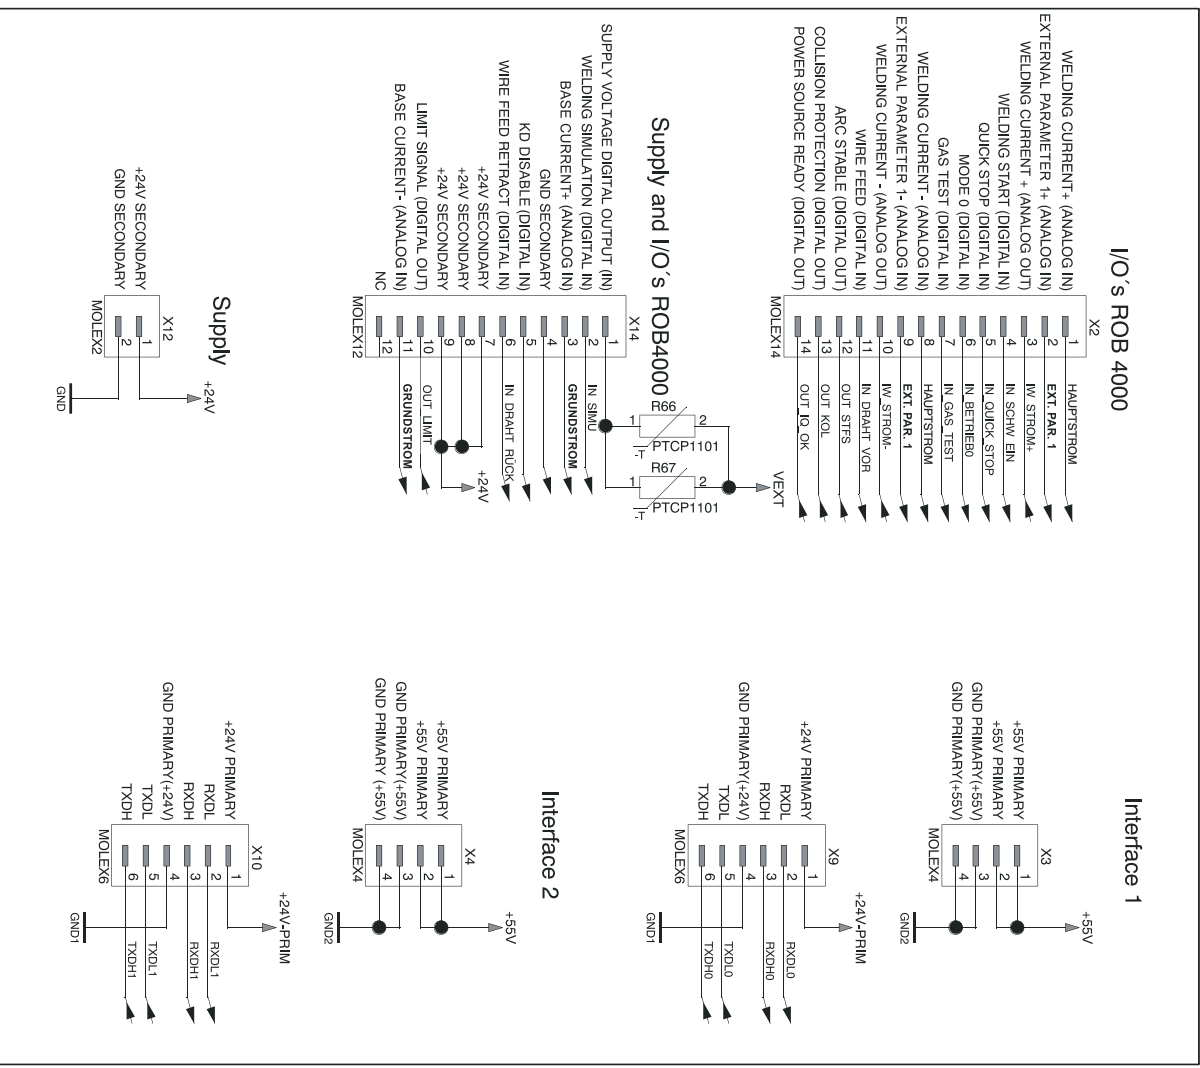 I/O´s ROB 4000
X2
WELDING CURRENT+ (ANALOG IN) 1 HAUPTSTROM
EXTERNAL PARAMETER 1+ (ANALOG IN) 2 EXT. PAR. 1
WELDING CURRENT + (ANALOG OUT) 3 IW_STROM+
WELDING START (DIGITAL IN) 4 IN_SCHW_EIN
QUICK STOP (DIGITAL IN) 5 IN_QUICK_STOP
MODE 0 (DIGITAL IN) 6 IN_BETRIEB0
GAS TEST (DIGITAL IN) 7 IN_GAS_TEST
WELDING CURRENT - (ANALOG IN) 8 HAUPTSTROM
EXTERNAL PARAMETER 1- (ANALOG IN) 9 EXT. PAR. 1
WELDING CURRENT - (ANALOG OUT) 10 IW_STROM-
WIRE FEED (DIGITAL IN) 11 IN_DRAHT_VOR
ARC STABLE (DIGITAL OUT) 12 OUT_STFS
COLLISION PROTECTION (DIGITAL OUT) 13 OUT_KOL
POWER SOURCE READY (DIGITAL OUT) 14 OUT_IQ_OK
MOLEX14
Supply and I/O´s ROB4000
X14
SUPPLY VOLTAGE DIGITAL OUTPUT (IN) 1
WELDING SIMULATION (DIGITAL IN) 2 IN_SIMU
BASE CURRENT+ (ANALOG IN) 3 GRUNDSTROM
GND SECONDARY 4
KD DISABLE (DIGITAL IN) 5
WIRE FEED RETRACT (DIGITAL IN) 6 IN_DRAHT_RÜCK
+24V SECONDARY 7
+24V SECONDARY 8
+24V SECONDARY 9
LIMIT SIGNAL (DIGITAL OUT) 10 OUT_LIMIT
BASE CURRENT- (ANALOG IN) 11 GRUNDSTROM
NC 12
MOLEX12
VEXT
R66
1 2
-T PTCP1101
R67
1 2
-T PTCP1101
+24V
Supply
X12
+24V SECONDARY 1
GND SECONDARY 2
MOLEX2
+24V
GND
Interface 1
X3
+55V PRIMARY 1
+55V PRIMARY 2
GND PRIMARY(+55V) 3
GND PRIMARY (+55V) 4
MOLEX4
+55V
GND2
X9
+24V PRIMARY 1
RXDL 2 RXDL0
RXDH 3 RXDH0
GND PRIMARY(+24V) 4
TXDL 5 TXDL0
TXDH 6 TXDH0
MOLEX6
+24V-PRIM
GND1
Interface 2
X4
+55V PRIMARY 1
+55V PRIMARY 2
GND PRIMARY(+55V) 3
GND PRIMARY (+55V) 4
MOLEX4
+55V
GND2
X10
+24V PRIMARY 1
RXDL 2 RXDL1
RXDH 3 RXDH1
GND PRIMARY(+24V) 4
TXDL 5 TXDL1
TXDH 6 TXDH1
MOLEX6
+24V-PRIM
GND1